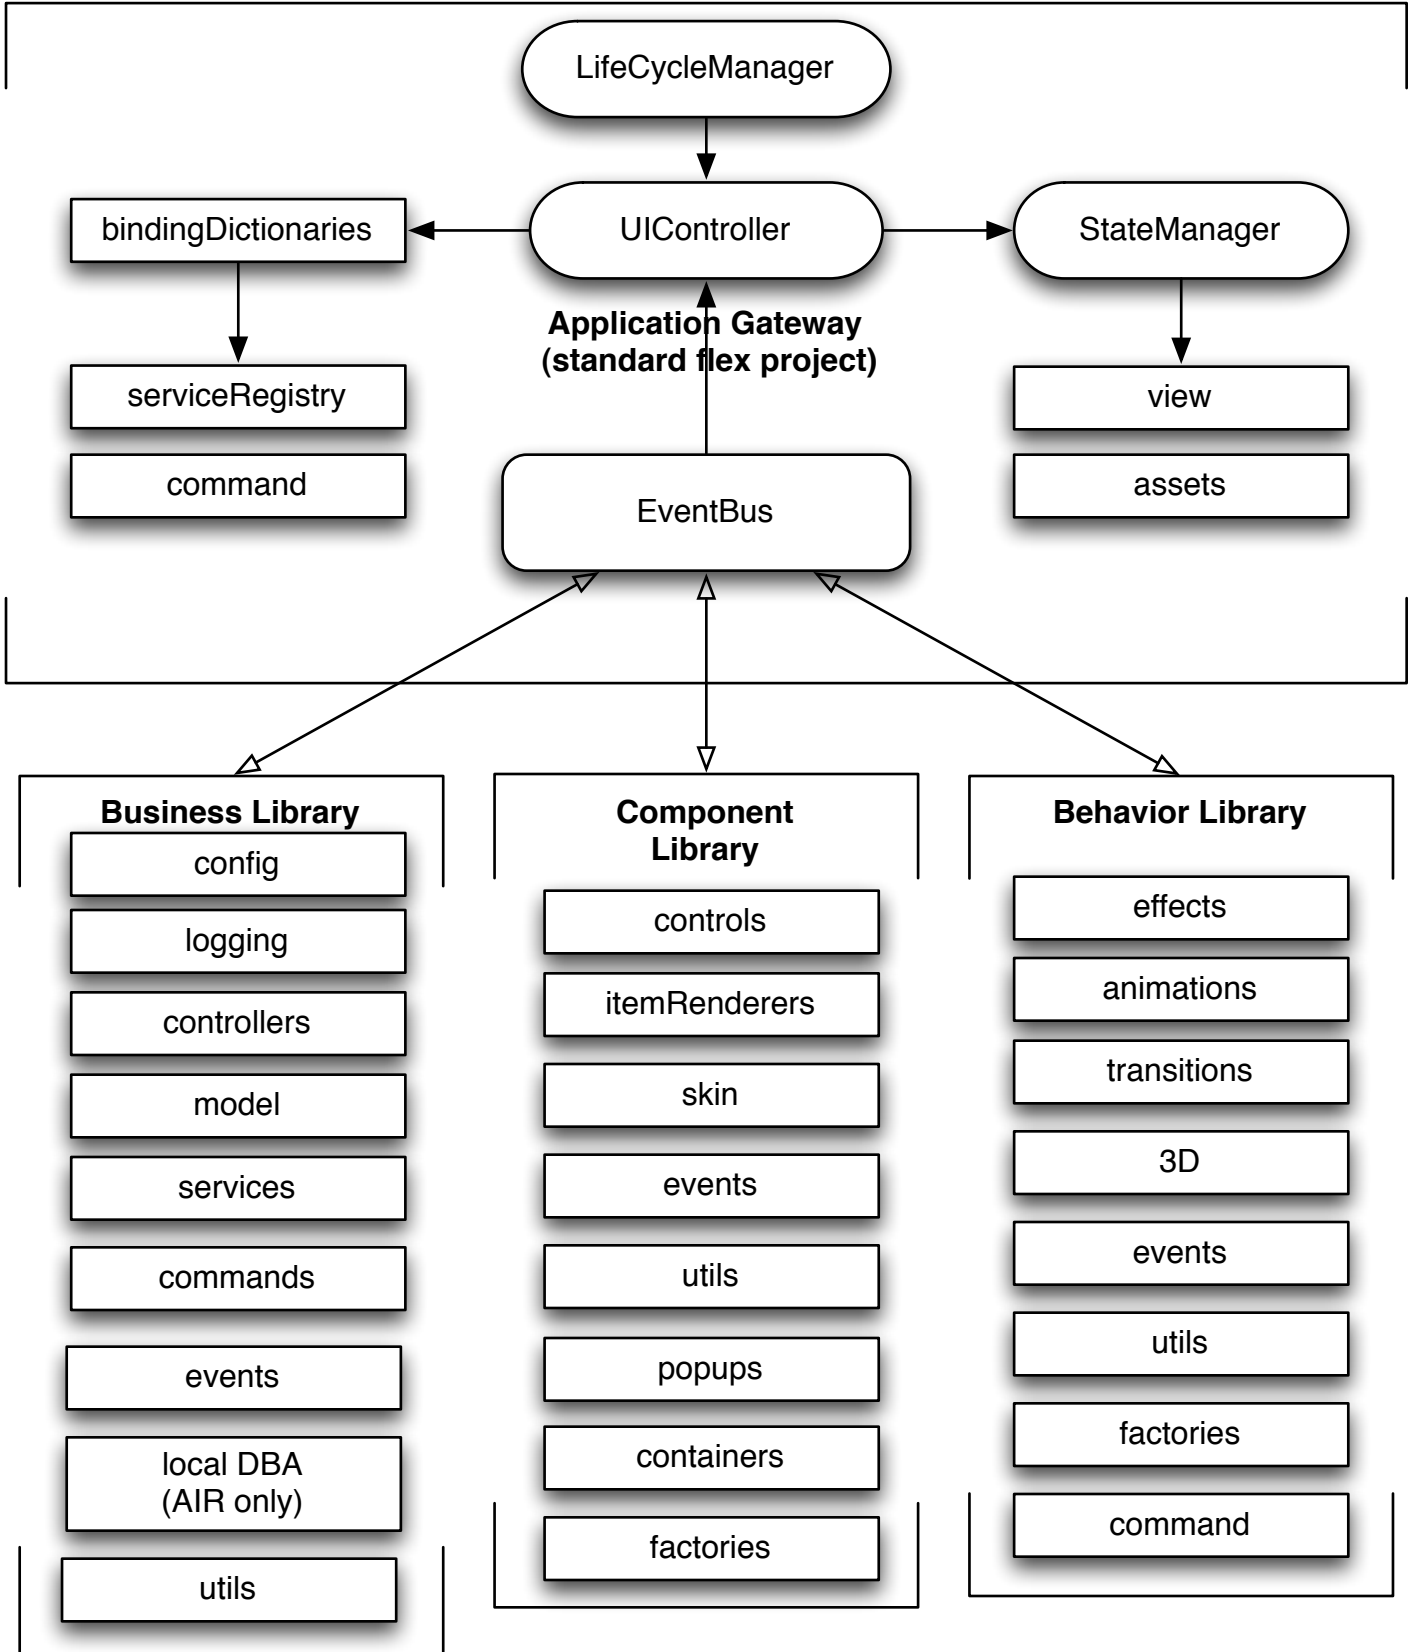 LifeCycleManager
bindingDictionaries
UIController
StateManager
Application Gateway
(standard flex project)
serviceRegistry
view
command
EventBus
assets
Business Library
config
logging
controllers
model
services
commands
events
local DBA
(AIR only)
utils
Component
Library
controls
itemRenderers
skin
events
utils
popups
containers
factories
Behavior Library
effects
animations
transitions
3D
events
utils
factories
command